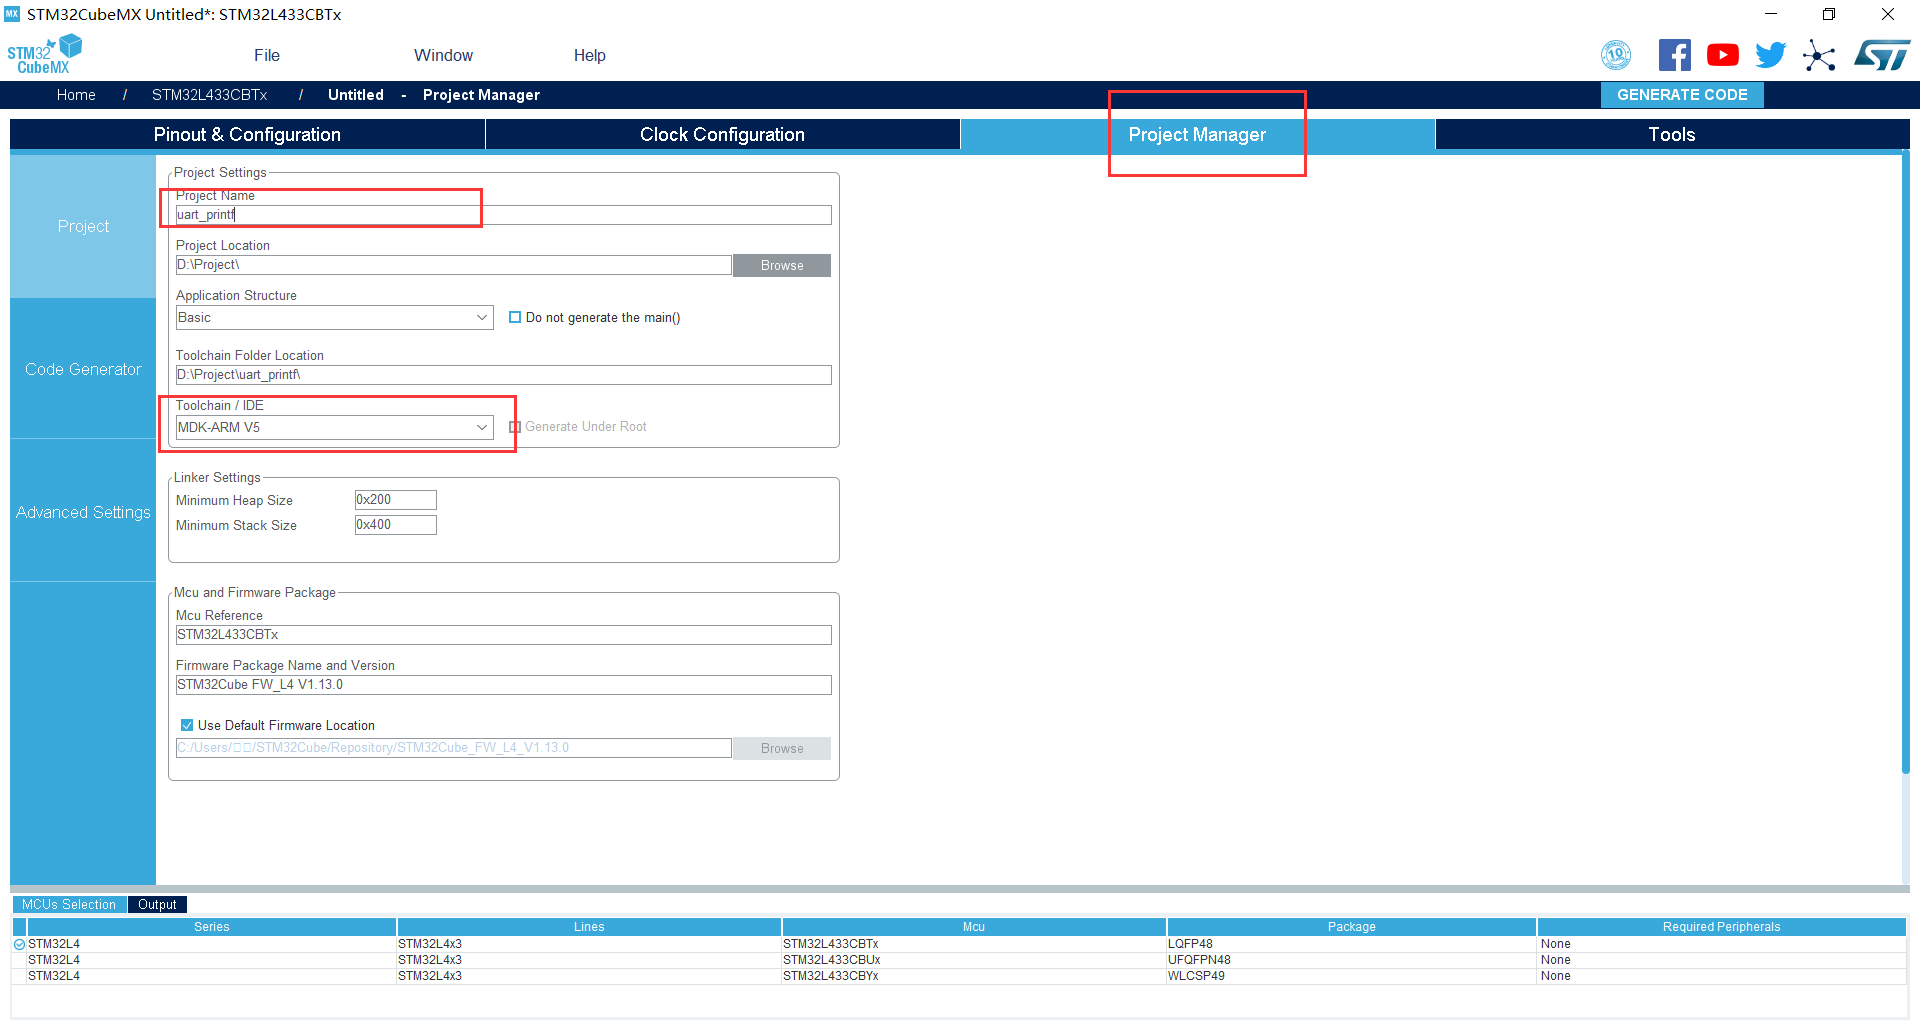 MX STM32CubeMX Untitled*: STM32L433CBTx
STM32
CubeMX
File Window Help
10
ST
Home / STM32L433CBTx / Untitled - Project Manager GENERATE CODE
Pinout & Configuration Clock Configuration Project Manager Tools
Project
Code Generator
Advanced Settings
Project Settings
Project Name
uart_printf
Project Location
D:\Project\ Browse
Application Structure
Basic Do not generate the main()
Toolchain Folder Location
D:\Project\uart_printf\
Toolchain / IDE
MDK-ARM V5 Generate Under Root
Linker Settings
Minimum Heap Size 0x200
Minimum Stack Size 0x400
Mcu and Firmware Package
Mcu Reference
STM32L433CBTx
Firmware Package Name and Version
STM32Cube FW_L4 V1.13.0
Use Default Firmware Location
C:/Users/□□/STM32Cube/Repository/STM32Cube_FW_L4_V1.13.0 Browse
MCUs Selection Output
Series Lines Mcu Package Required Peripherals
STM32L4 STM32L4x3 STM32L433CBTx LQFP48 None
STM32L4 STM32L4x3 STM32L433CBUx UFQFPN48 None
STM32L4 STM32L4x3 STM32L433CBYx WLCSP49 None